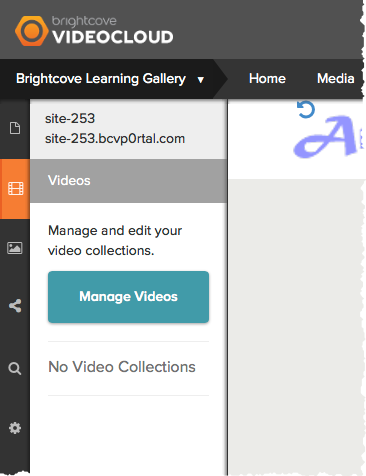 brightcove
VIDEOCLOUD
Brightcove Learning Gallery Home Media
site-253
site-253.bcvp0rtal.com
Videos
Manage and edit your
video collections.
Manage Videos
No Video Collections